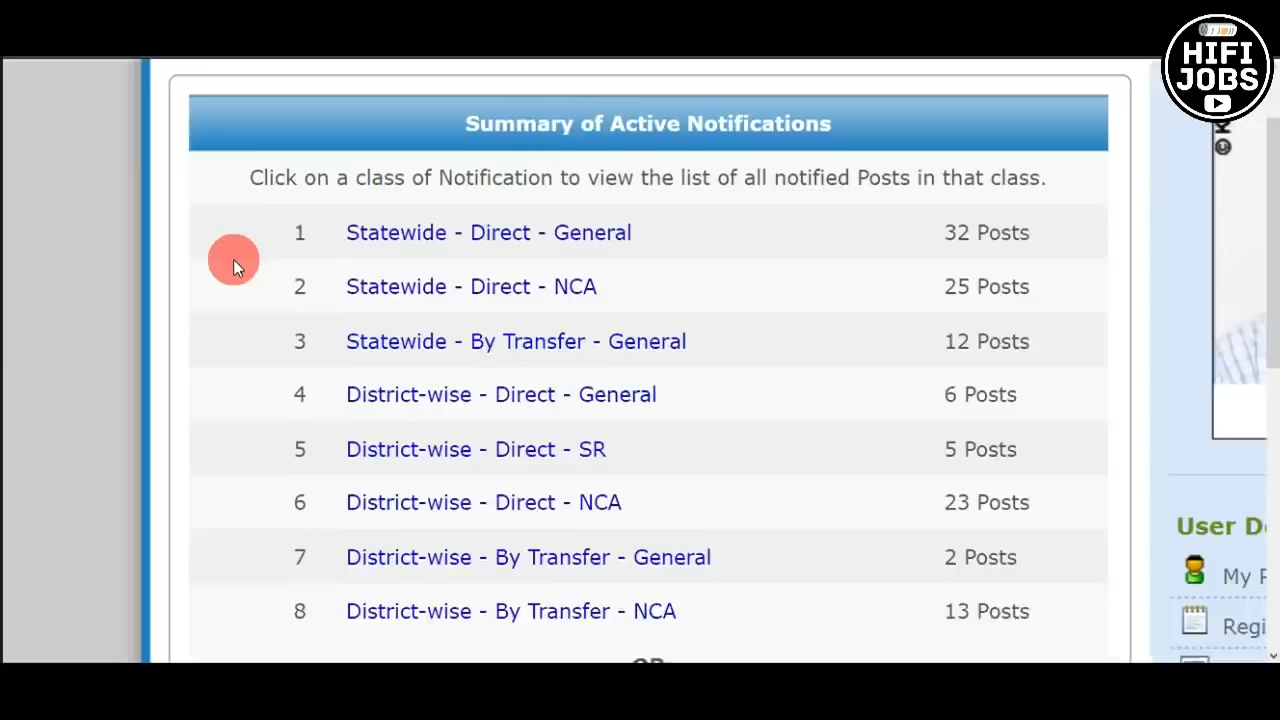 HIFI
JOBS
Summary of Active Notifications
Click on a class of Notification to view the list of all notified Posts in that class.
1 Statewide - Direct - General 32 Posts
2 Statewide - Direct - NCA 25 Posts
3 Statewide - By Transfer - General 12 Posts
4 District-wise - Direct - General 6 Posts
5 District-wise - Direct - SR 5 Posts
6 District-wise - Direct - NCA 23 Posts
7 District-wise - By Transfer - General 2 Posts
8 District-wise - By Transfer - NCA 13 Posts
© K
User D
My
Regi